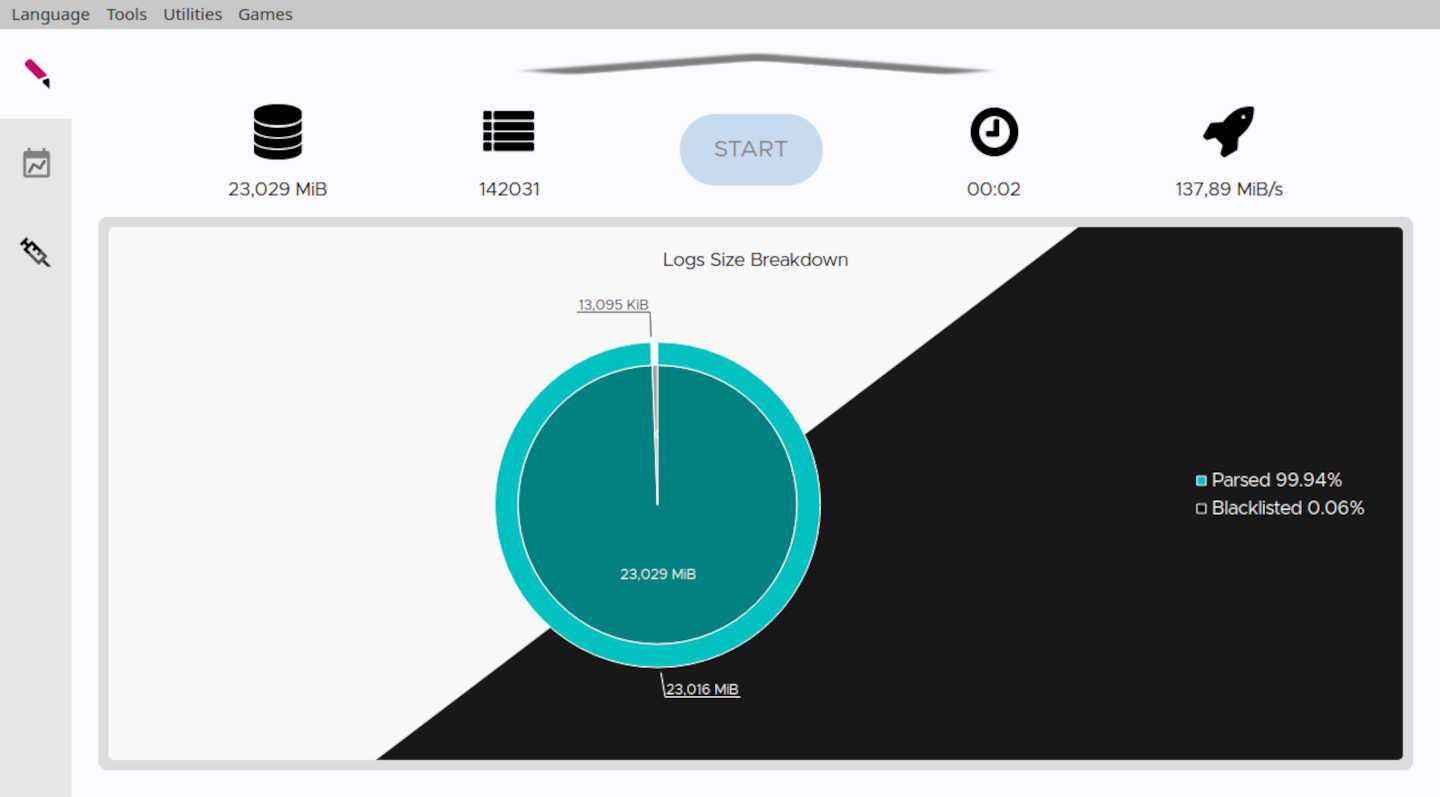 Language Tools Utilities Games
START
23,029 MiB 142031 00:02 137,89 MiB/s
Logs Size Breakdown
13,095 KiB
Parsed 99.94%
Blacklisted 0.06%
23,029 MiB
23,016 MiB